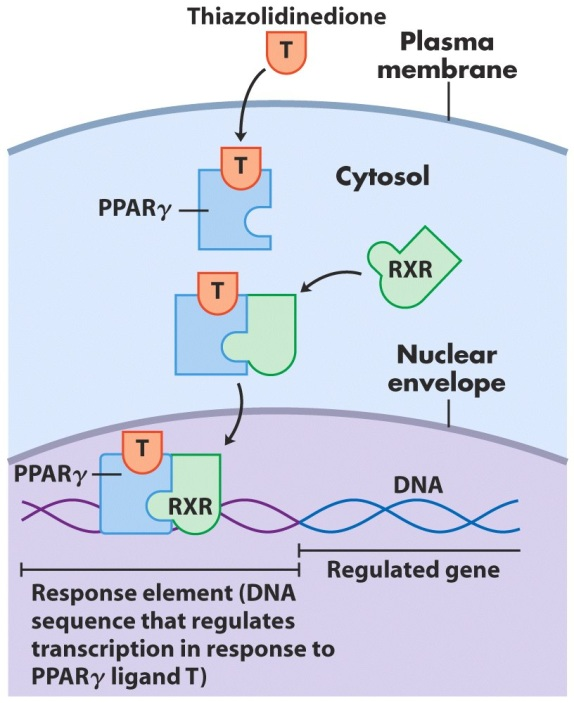 Thiazolidinedione
T
Plasma
membrane
T
Cytosol
PPARγ
RXR
T
Nuclear
envelope
T
PPARγ
RXR
DNA
Regulated gene
Response element (DNA
sequence that regulates
transcription in response to
PPARγ ligand T)